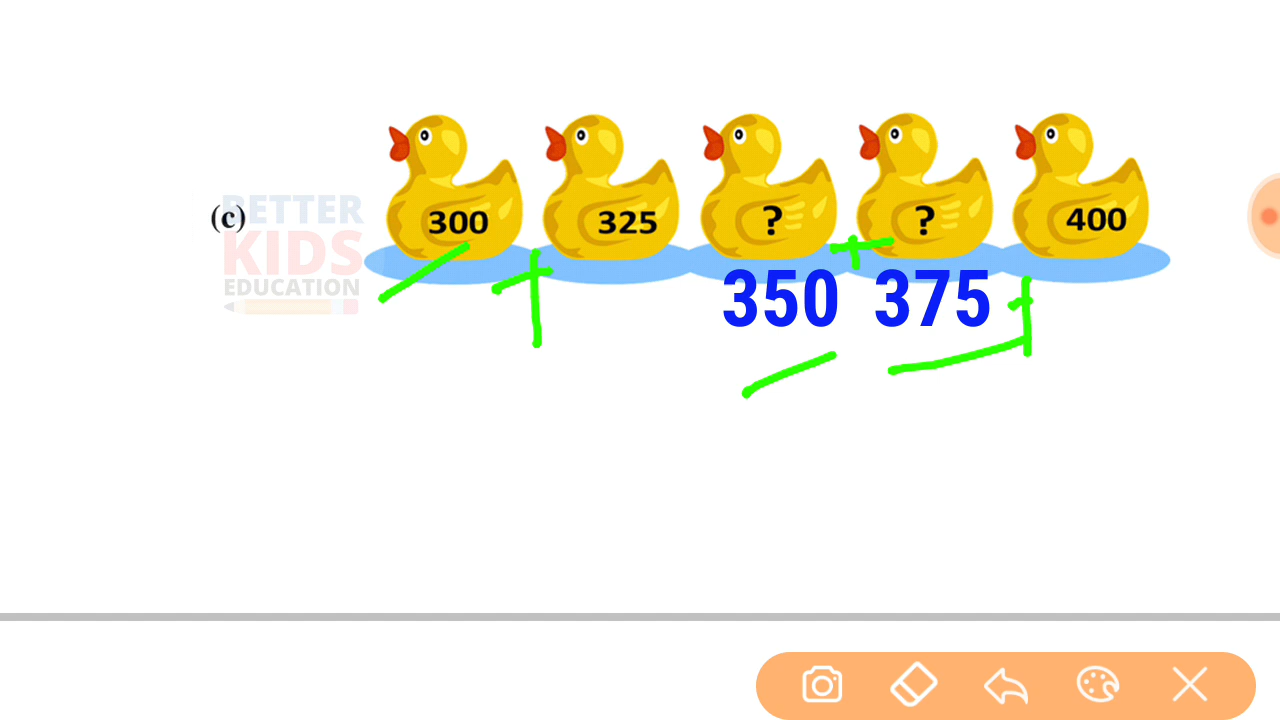 (c)
BETTER
KIDS
EDUCATION
300 325 ? ? 400
350 375